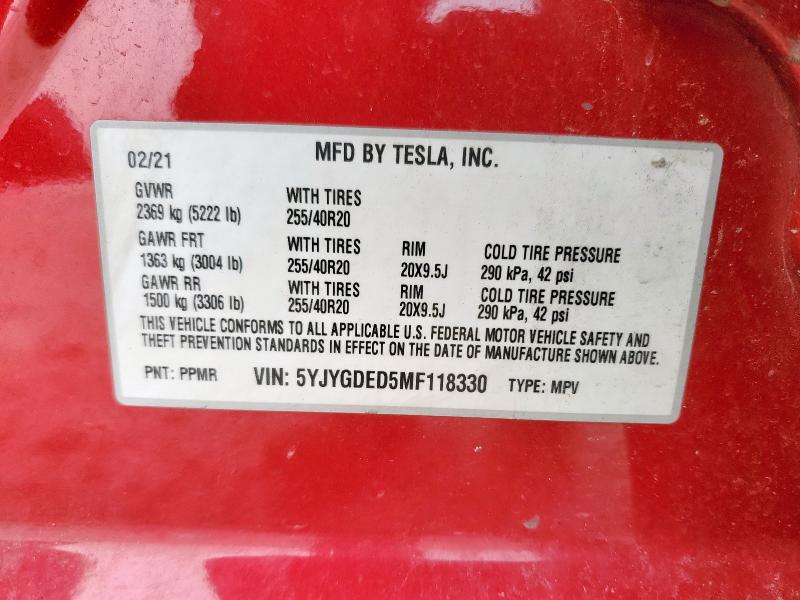 02/21 MFD BY TESLA, INC.
GVWR WITH TIRES
2369 kg (5222 lb) 255/40R20
GAWR FRT WITH TIRES RIM COLD TIRE PRESSURE
1363 kg (3004 lb) 255/40R20 20X9.5J 290 kPa, 42 psi
GAWR RR WITH TIRES RIM COLD TIRE PRESSURE
1500 kg (3306 lb) 255/40R20 20X9.5J 290 kPa, 42 psi
THIS VEHICLE CONFORMS TO ALL APPLICABLE U.S. FEDERAL MOTOR VEHICLE SAFETY AND
THEFT PREVENTION STANDARDS IN EFFECT ON THE DATE OF MANUFACTURE SHOWN ABOVE.
PNT: PPMR VIN: 5YJYGDED5MF118330 TYPE: MPV